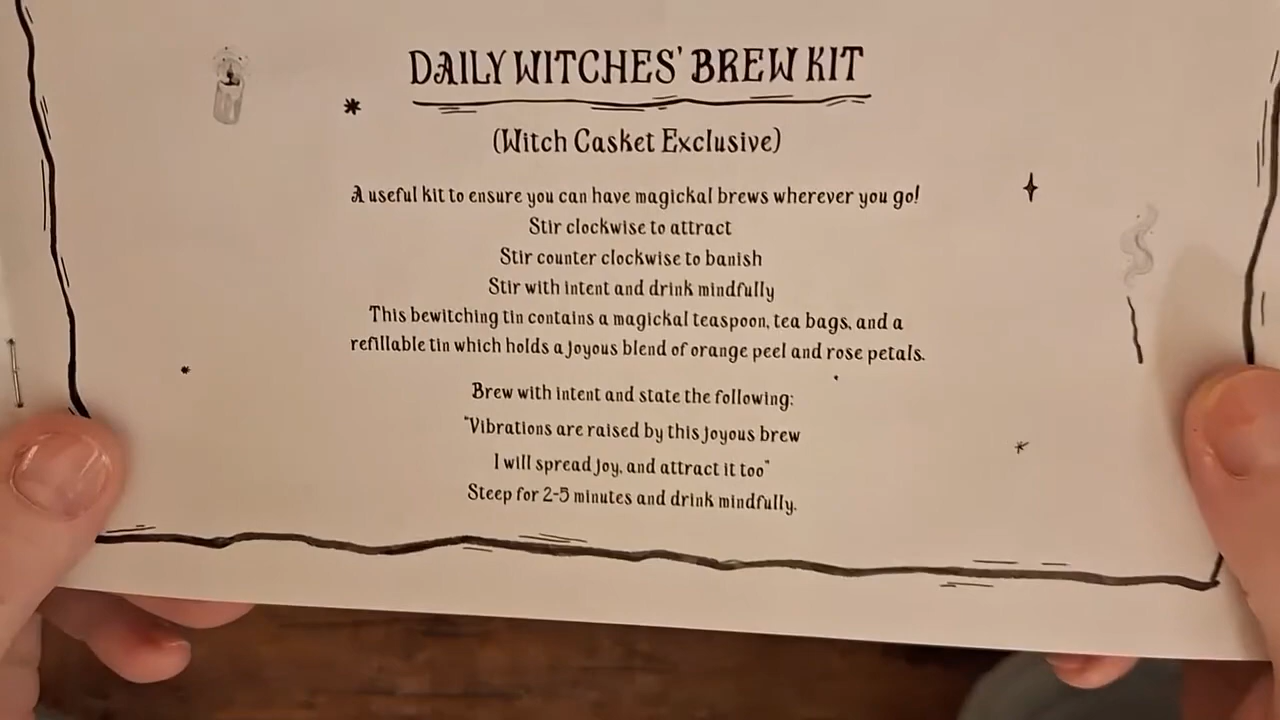 DAILY WITCHES' BREW KIT
(Witch Casket Exclusive)
A useful kit to ensure you can have magickal brews wherever you go!
Stir clockwise to attract
Stir counter clockwise to banish
Stir with intent and drink mindfully
This bewitching tin contains a magickal teaspoon, tea bags, and a
refillable tin which holds a joyous blend of orange peel and rose petals.
Brew with intent and state the following:
"Vibrations are raised by this joyous brew
I will spread joy, and attract it too"
Steep for 2-5 minutes and drink mindfully.